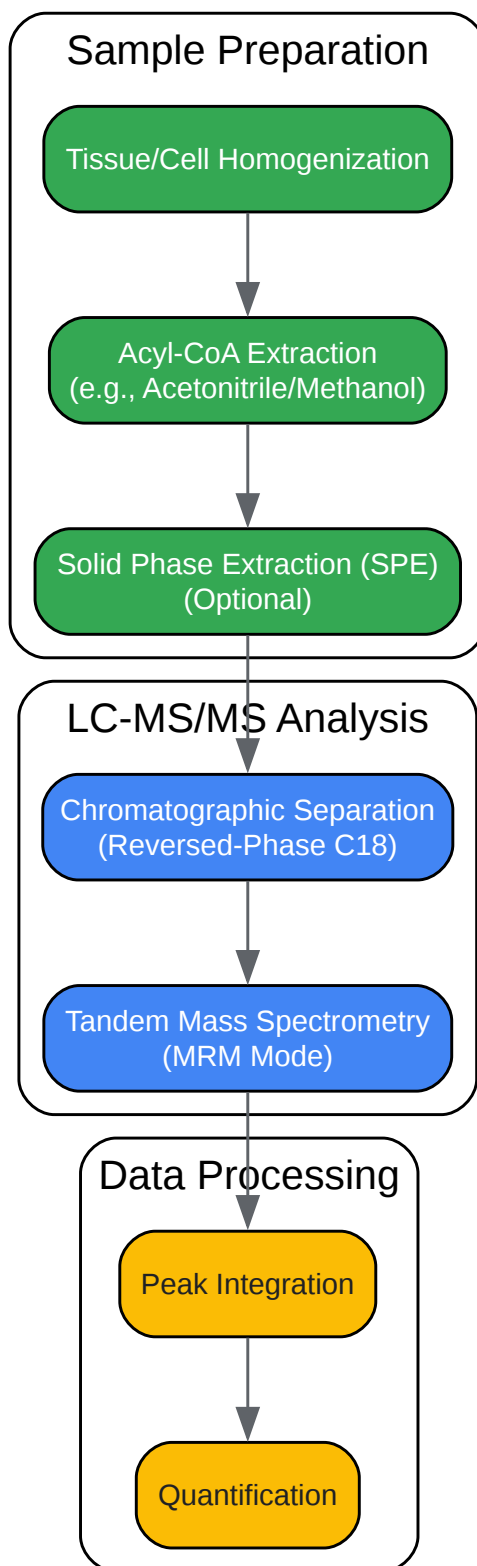 Sample Preparation
Tissue/Cell Homogenization
Acyl-CoA Extraction
(e.g., Acetonitrile/Methanol)
Solid Phase Extraction (SPE)
(Optional)
LC-MS/MS Analysis
Chromatographic Separation
(Reversed-Phase C18)
Tandem Mass Spectrometry
(MRM Mode)
Data Processing
Peak Integration
Quantification